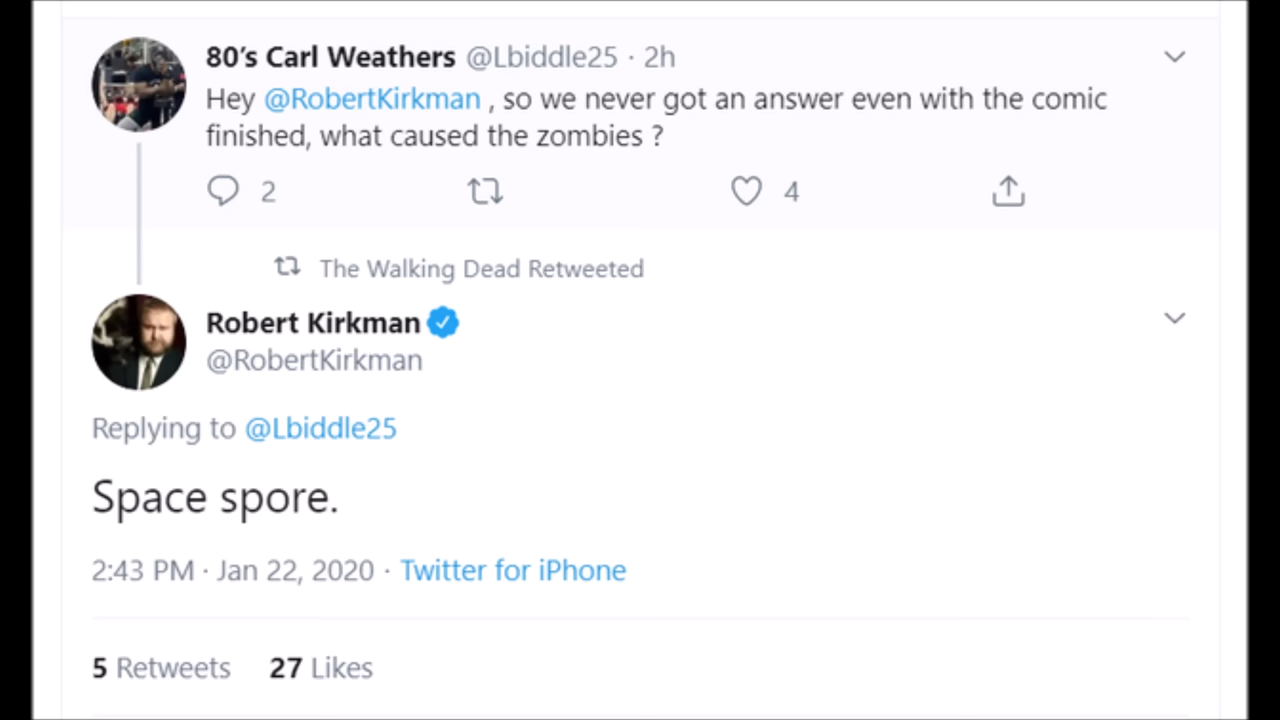 80's Carl Weathers @Lbiddle25 · 2h
Hey @RobertKirkman , so we never got an answer even with the comic
finished, what caused the zombies ?
2 4
The Walking Dead Retweeted
Robert Kirkman
@RobertKirkman
Replying to @Lbiddle25
Space spore.
2:43 PM · Jan 22, 2020 · Twitter for iPhone
5 Retweets 27 Likes